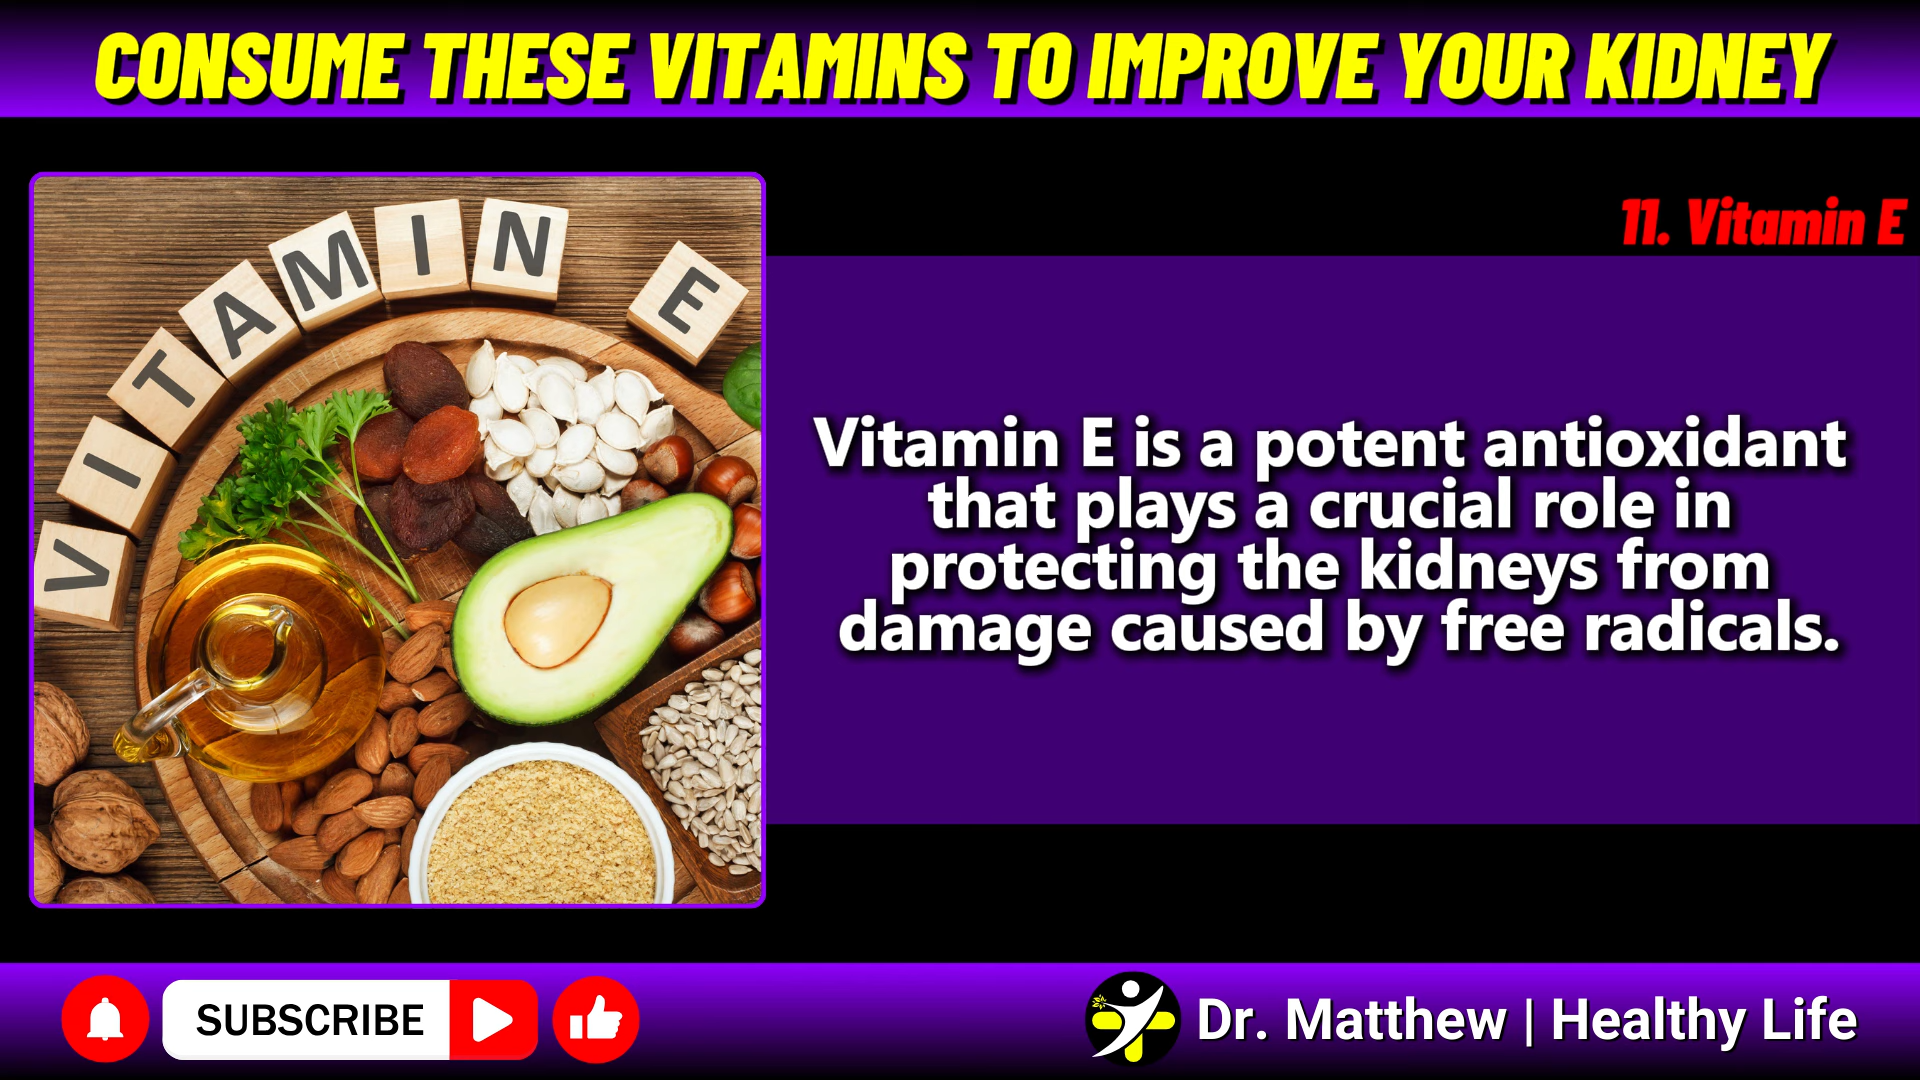 CONSUME THESE VITAMINS TO IMPROVE YOUR KIDNEY
VITAMIN E
11. Vitamin E
Vitamin E is a potent antioxidant
that plays a crucial role in
protecting the kidneys from
damage caused by free radicals.
SUBSCRIBE
Dr. Matthew | Healthy Life